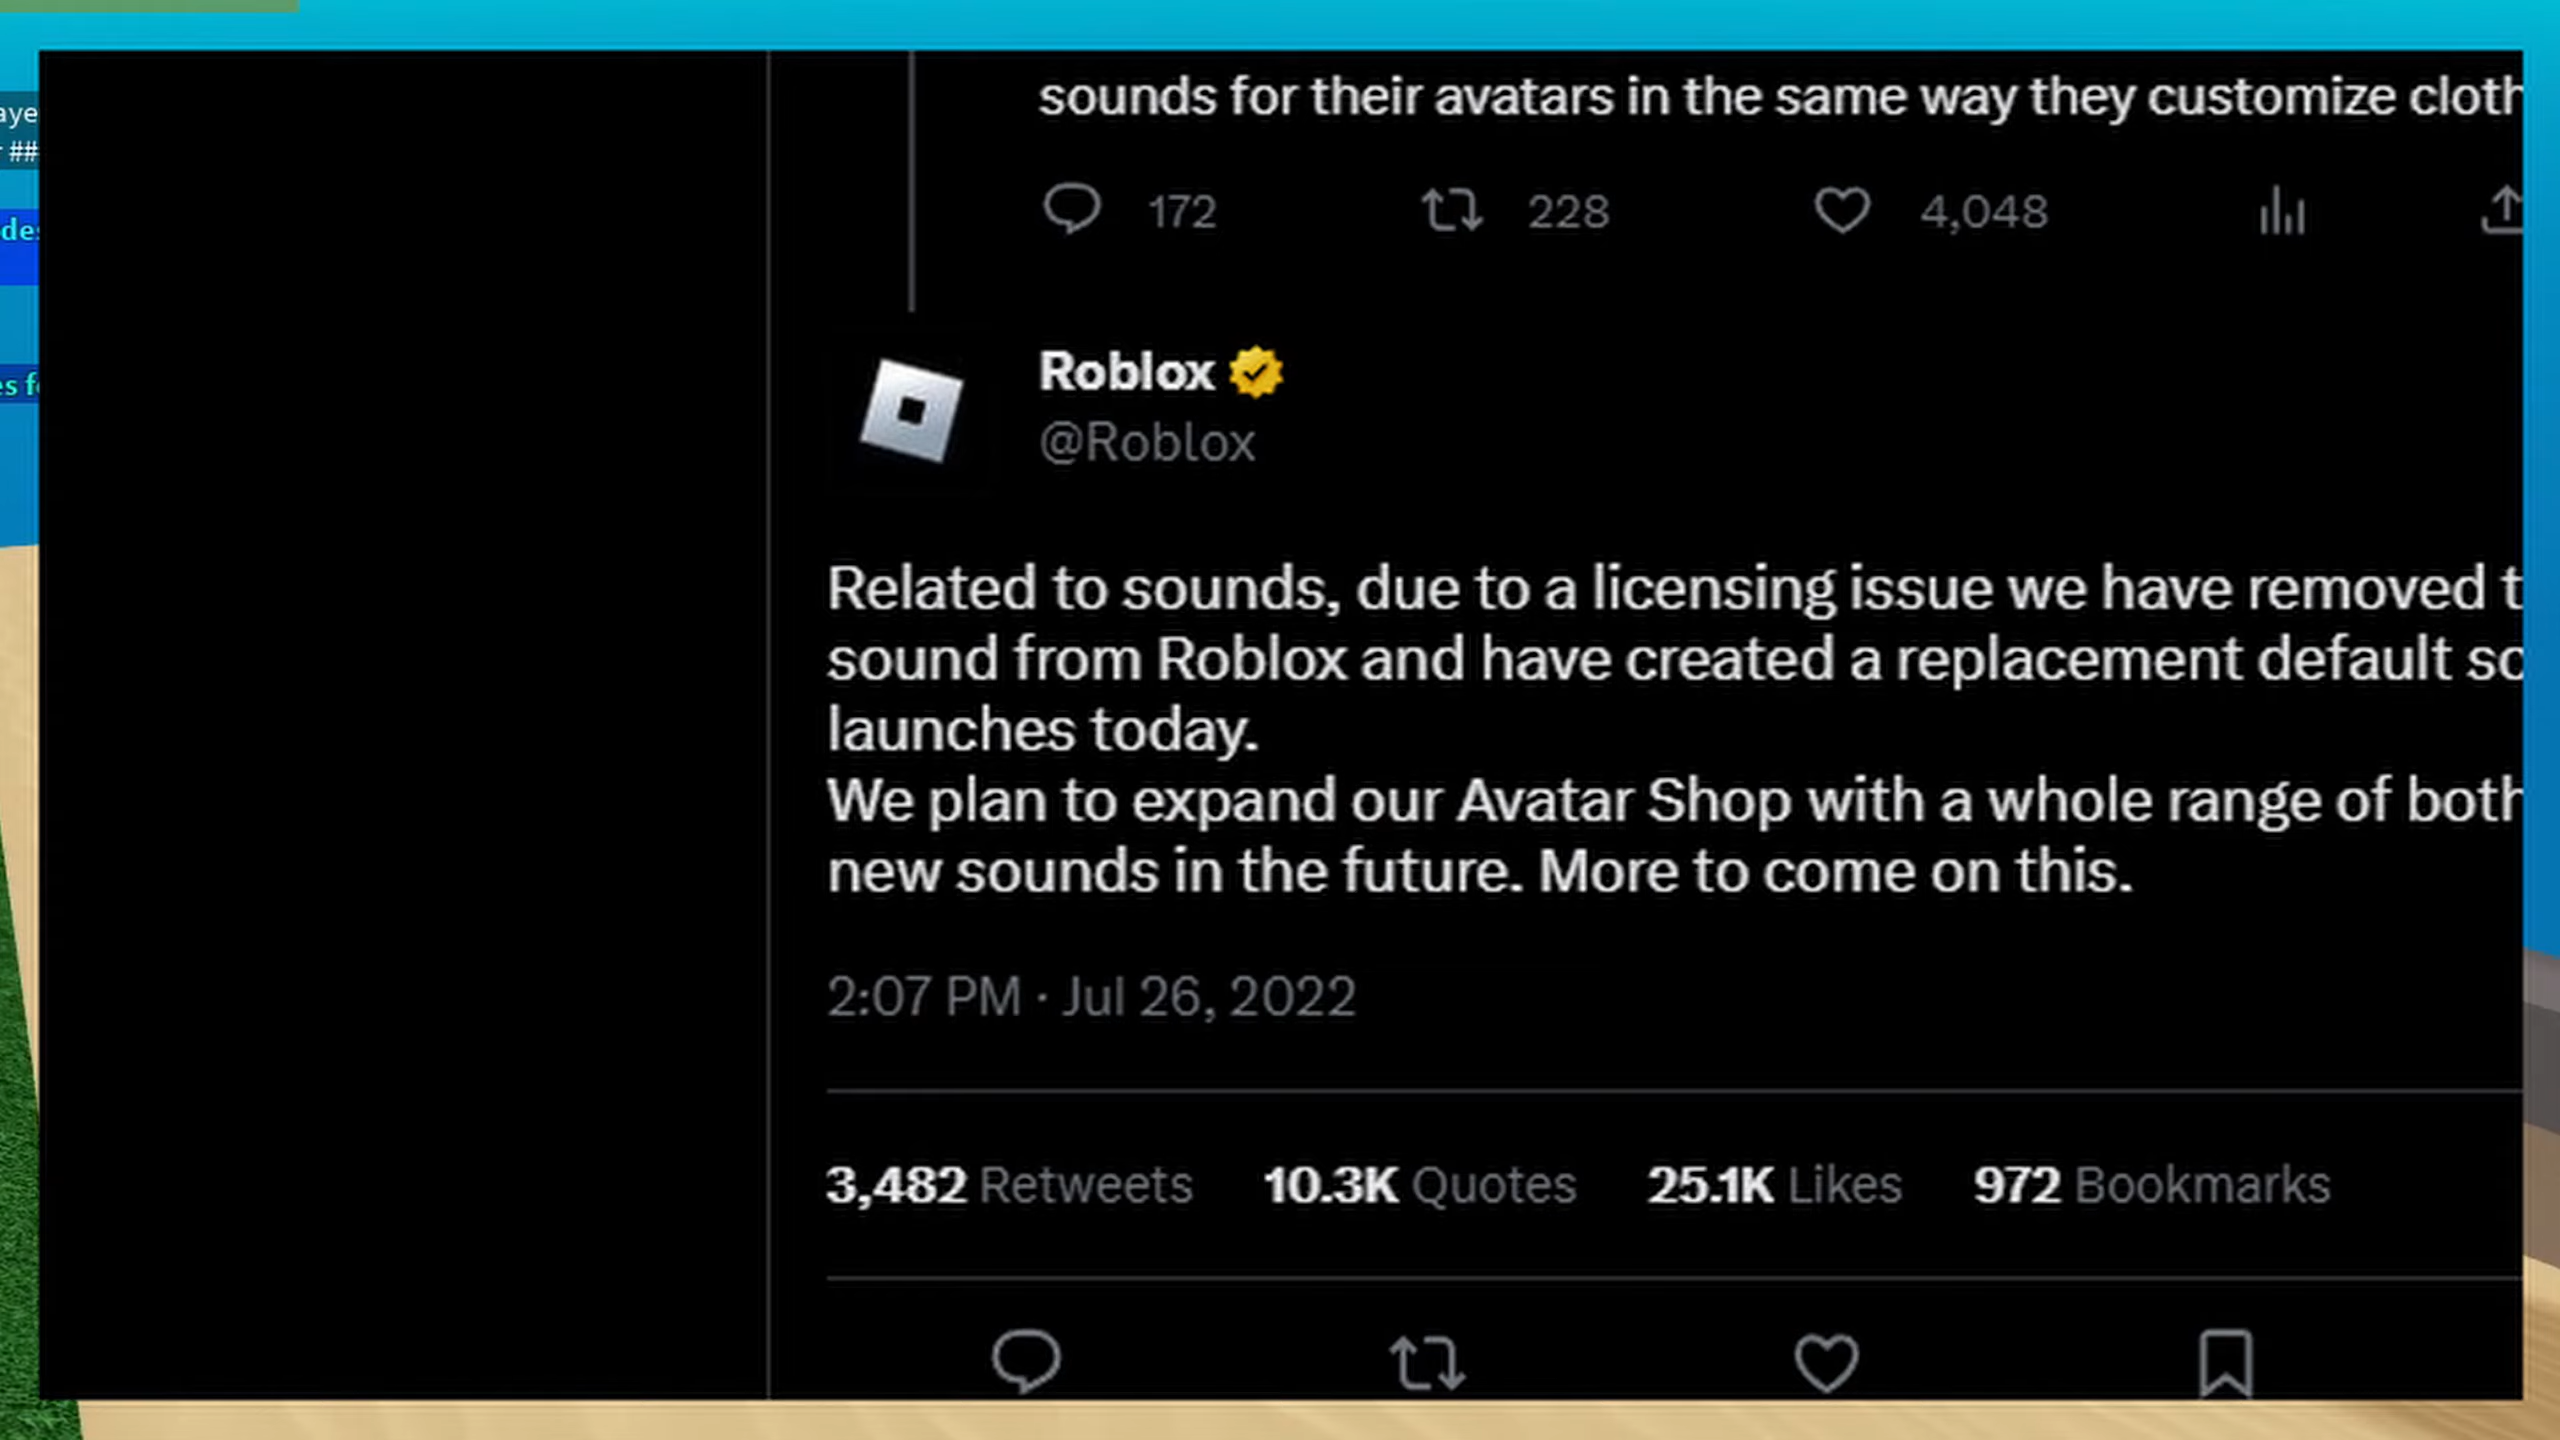 sounds for their avatars in the same way they customize
172 228 4,048
Roblox
@Roblox
##
Related to sounds, due to a licensing issue we have removed
sound from Roblox and have created a replacement default
launches today.
We plan to expand our Avatar Shop with a whole range of both
new sounds in the future. More to come on this.
2:07 PM · Jul 26, 2022
3,482 Retweets 10.3K Quotes 25.1K Likes 972 Bookmarks